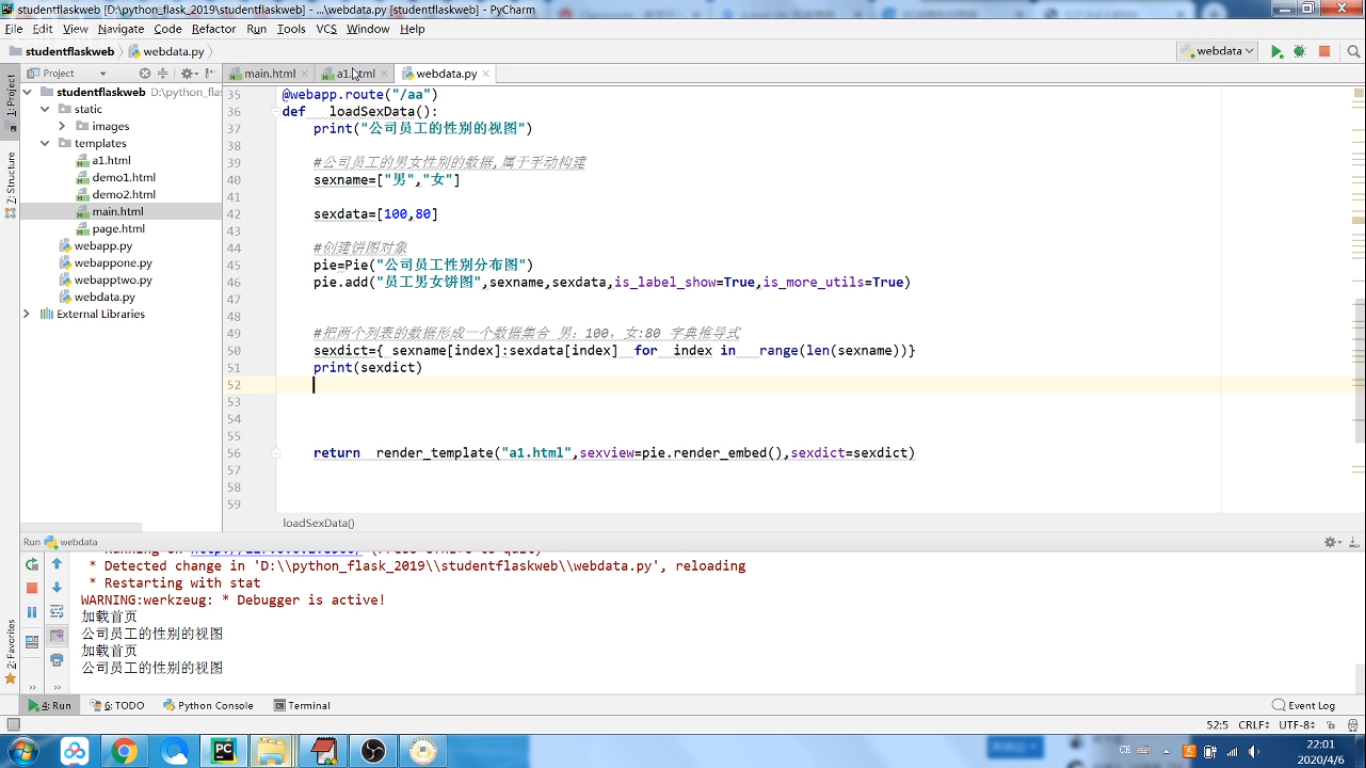 studentflaskweb [D:\python_flask_2019\studentflaskweb] - ...\webdata.py [studentflaskweb] - PyCharm
File Edit View Navigate Code Refactor Run Tools VCS Window Help
studentflaskweb webdata.py
webdata
Project
main.html
a1.html
webdata.py
1: Project
7: Structure
2: Favorites
studentflaskweb D:\python_fla
static
images
templates
a1.html
demo1.html
demo2.html
main.html
page.html
webapp.py
webappone.py
webapptwo.py
webdata.py
External Libraries
35 @webapp.route("/aa")
36 def loadSexData():
37 print("公司员工的性别的视图")
38
39 #公司员工的男女性别的数据,属于手动构建
40 sexname=["男","女"]
41
42 sexdata=[100,80]
43
44 #创建饼图对象
45 pie=Pie("公司员工性别分布图")
46 pie.add("员工男女饼图",sexname,sexdata,is_label_show=True,is_more_utils=True)
47
48
49 #把两个列表的数据形成一个数据集合 男: 100, 女:80 字典推导式
50 sexdict={ sexname[index]:sexdata[index] for index in range(len(sexname))}
51 print(sexdict)
52
53
54
55
56 return render_template("a1.html",sexview=pie.render_embed(),sexdict=sexdict)
57
58
59
loadSexData()
Run webdata
* Detected change in 'D:\\python_flask_2019\\studentflaskweb\\webdata.py', reloading
* Restarting with stat
WARNING:werkzeug: * Debugger is active!
加载首页
公司员工的性别的视图
加载首页
公司员工的性别的视图
4: Run 6: TODO Python Console Terminal Event Log
52:5 CRLF UTF-8
CH 22:01
2020/4/6